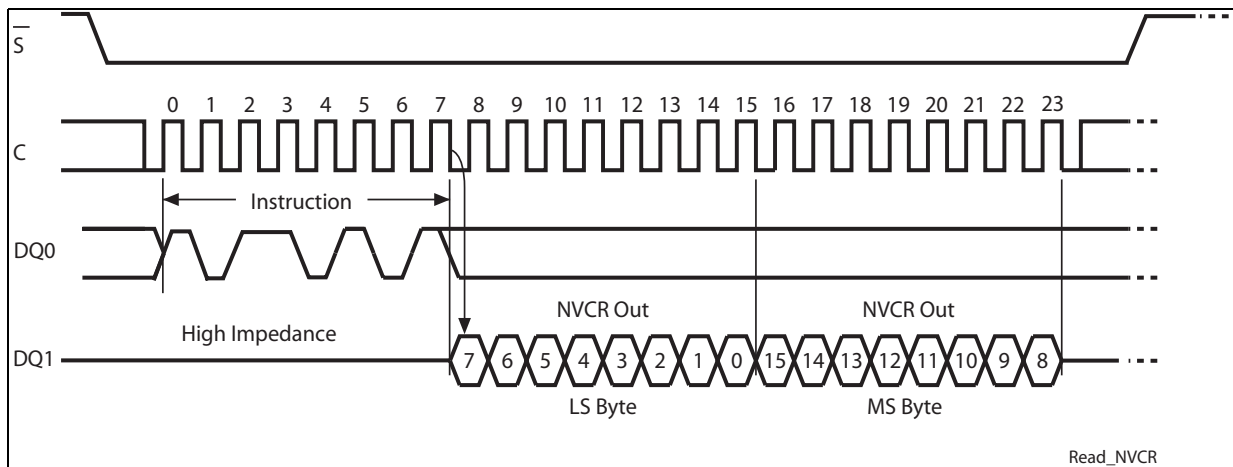 S
0 1 2 3 4 5 6 7 8 9 10 11 12 13 14 15 16 17 18 19 20 21 22 23
C
Instruction
DQ0
High Impedance
NVCR Out NVCR Out
DQ1 7 6 5 4 3 2 1 0 15 14 13 12 11 10 9 8
LS Byte MS Byte
Read_NVCR